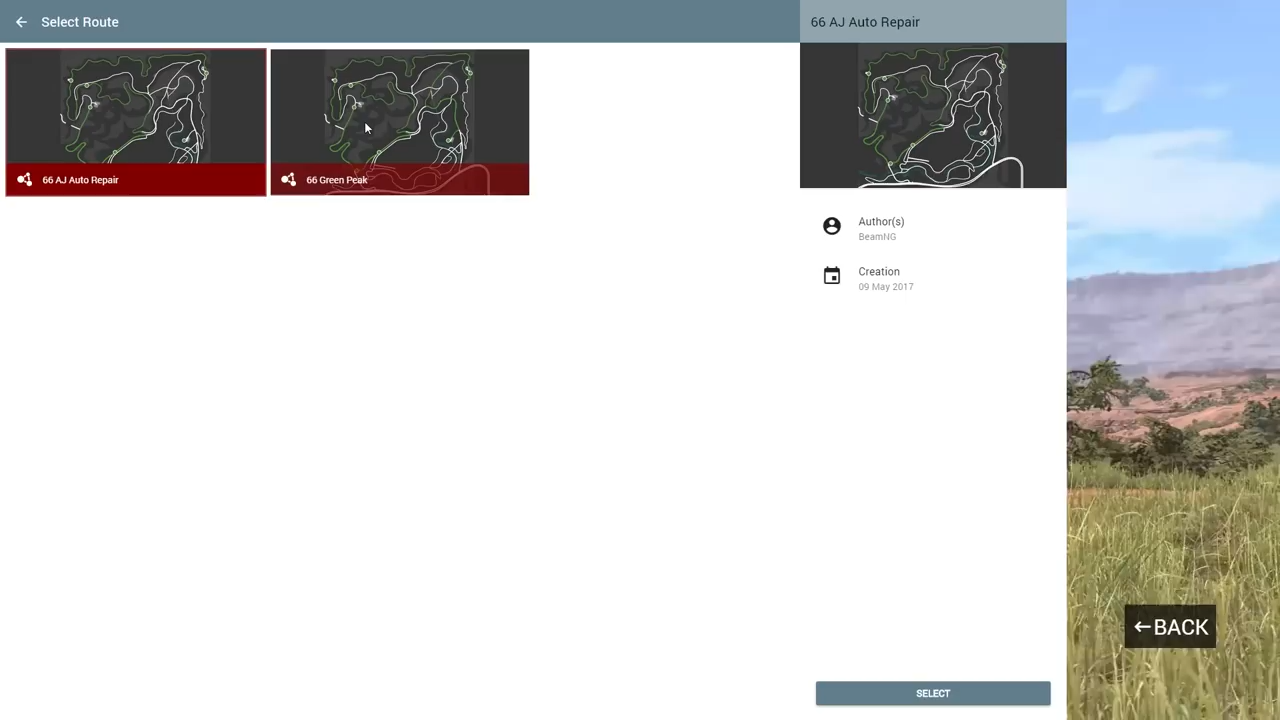 Select Route
66 AJ Auto Repair
66 Green Peak
66 AJ Auto Repair
Author(s)
BeamNG
Creation
09 May 2017
SELECT
←BACK